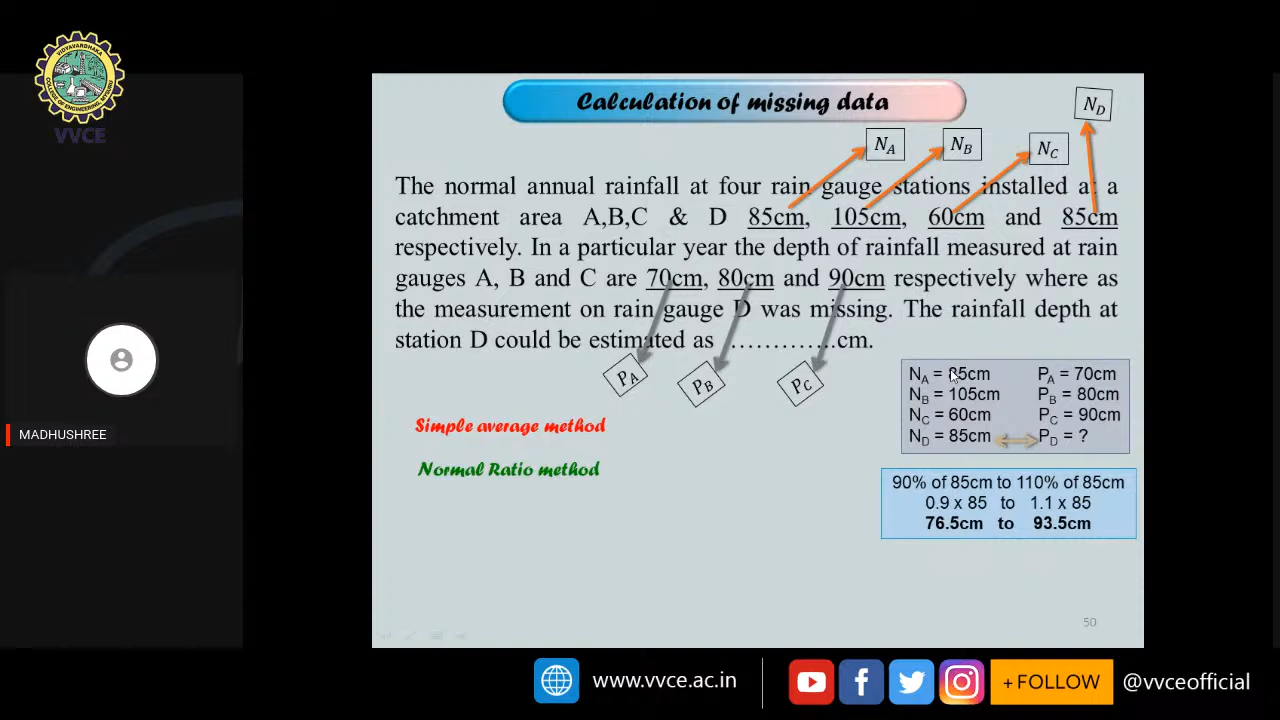 VIDYAVARDHAKA
COLLEGE OF ENGINEERING, MYSURU
VVCE
Calculation of missing data
N_D
N_A N_B N_C
The normal annual rainfall at four rain gauge stations installed at a
catchment area A,B,C & D 85cm, 105cm, 60cm and 85cm
respectively. In a particular year the depth of rainfall measured at rain
gauges A, B and C are 70cm, 80cm and 90cm respectively where as
the measurement on rain gauge D was missing. The rainfall depth at
station D could be estimated as ………….cm.
P_A P_B P_C
N_A = 85cm P_A = 70cm
N_B = 105cm P_B = 80cm
N_C = 60cm P_C = 90cm
N_D = 85cm P_D = ?
Simple average method
Normal Ratio method
90% of 85cm to 110% of 85cm
0.9 x 85 to 1.1 x 85
76.5cm to 93.5cm
MADHUSHREE
50
www.vvce.ac.in
+ FOLLOW
@vvceofficial